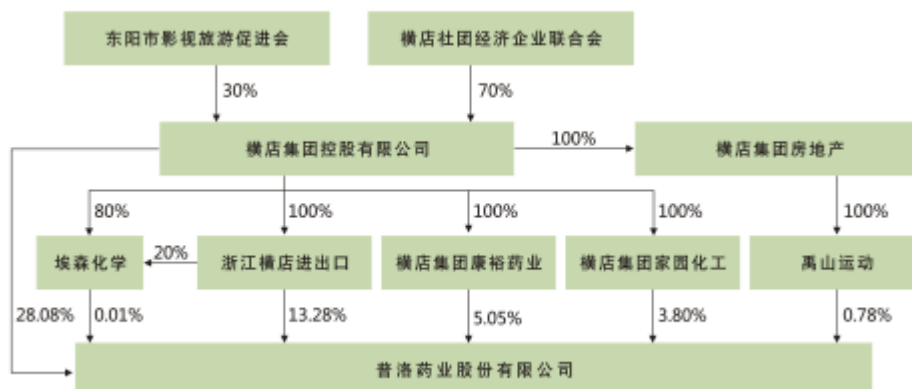 东阳市影视旅游促进会
横店社团经济企业联合会
30%
70%
横店集团控股有限公司
100%
横店集团房地产
80%
100%
100%
100%
100%
埃森化学
20%
浙江横店进出口
横店集团康裕药业
横店集团家园化工
禹山运动
28.08%
0.01%
13.28%
5.05%
3.80%
0.78%
普洛药业股份有限公司